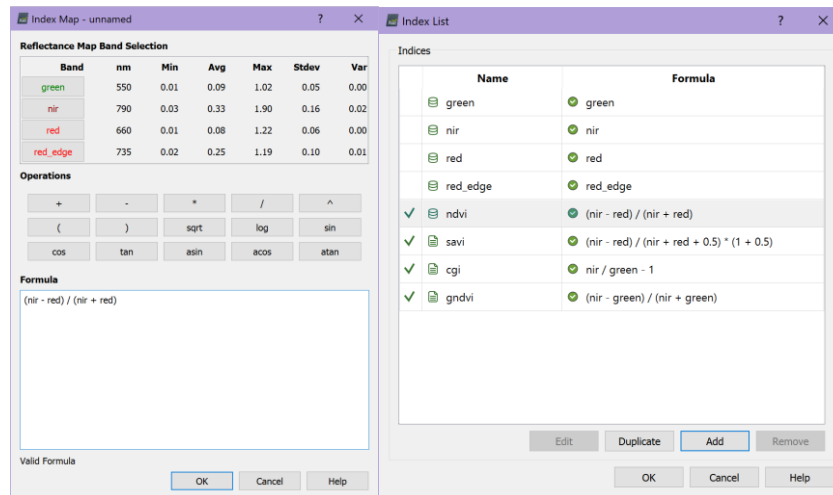 Index Map - unnamed
Reflectance Map Band Selection
Band nm Min Avg Max Stdev Var
green 550 0.01 0.09 1.02 0.05 0.00
nir 790 0.03 0.33 1.90 0.16 0.02
red 660 0.01 0.08 1.22 0.06 0.00
red_edge 735 0.02 0.25 1.19 0.10 0.01
Operations
+ - * / ^
( ) sqrt log sin
cos tan asin acos atan
Formula
(nir - red) / (nir + red)
Valid Formula
OK Cancel Help
Index List
Indices
Name Formula
green green
nir nir
red red
red_edge red_edge
ndvi (nir - red) / (nir + red)
savi (nir - red) / (nir + red + 0.5) * (1 + 0.5)
cgi nir / green - 1
gndvi (nir - green) / (nir + green)
Edit Duplicate Add Remove
OK Cancel Help